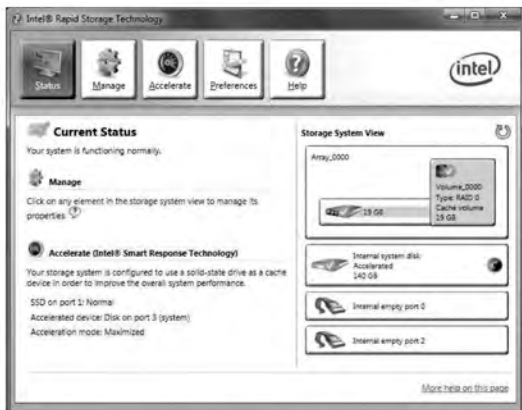 Intel® Rapid Storage Technology
Status
Manage
Accelerate
Preferences
Help
intel
Current Status
Your system is functioning normally.
Manage
Click on any element in the storage system view to manage its
properties.
Accelerate (Intel® Smart Response Technology)
Your storage system is configured to use a solid-state drive as a cache
device in order to improve the overall system performance.
SSD on port 1: Normal
Accelerated device: Disk on port 3 (system)
Acceleration mode: Maximized
Storage System View
Array_0000
19 GB
Volume_0000
Type: RAID 0
Cache volume
19 GB
Internal system disk
Accelerated
140 GB
Internal empty port 0
Internal empty port 2
More help on this page